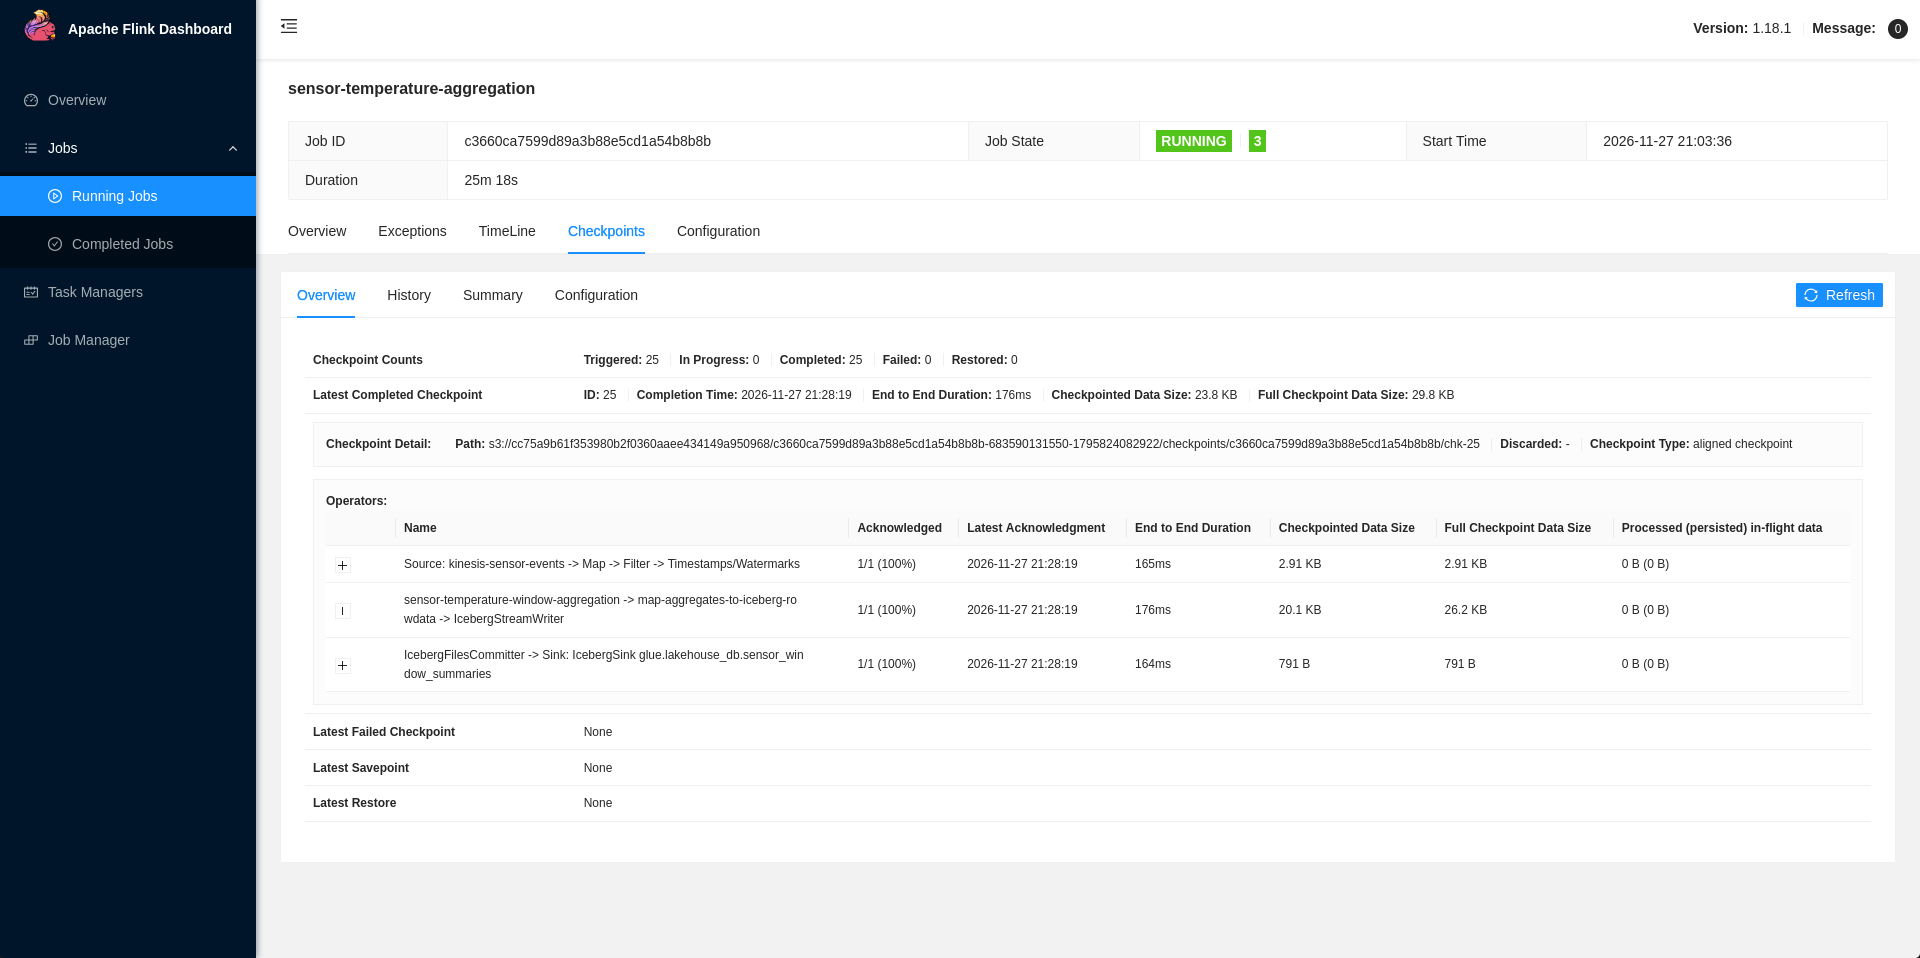 Apache Flink Dashboard
Version: 1.18.1 Message: 0
Overview
Jobs
Running Jobs
Completed Jobs
Task Managers
Job Manager
sensor-temperature-aggregation
Job ID c3660ca7599d89a3b88e5cd1a54b8b8b Job State RUNNING 3 Start Time 2026-11-27 21:03:36
Duration 25m 18s
Overview Exceptions TimeLine Checkpoints Configuration
Overview History Summary Configuration Refresh
Checkpoint Counts Triggered: 25 In Progress: 0 Completed: 25 Failed: 0 Restored: 0
Latest Completed Checkpoint ID: 25 Completion Time: 2026-11-27 21:28:19 End to End Duration: 176ms Checkpointed Data Size: 23.8 KB Full Checkpoint Data Size: 29.8 KB
Checkpoint Detail: Path: s3://cc75a9b61f353980b2f0360aaee434149a950968/c3660ca7599d89a3b88e5cd1a54b8b8b-683590131550-1795824082922/checkpoints/c3660ca7599d89a3b88e5cd1a54b8b8b/chk-25 Discarded: - Checkpoint Type: aligned checkpoint
Operators:
Name Acknowledged Latest Acknowledgment End to End Duration Checkpointed Data Size Full Checkpoint Data Size Processed (persisted) in-flight data
Source: kinesis-sensor-events -> Map -> Filter -> Timestamps/Watermarks 1/1 (100%) 2026-11-27 21:28:19 165ms 2.91 KB 2.91 KB 0 B (0 B)
sensor-temperature-window-aggregation -> map-aggregates-to-iceberg-ro
wdata -> IcebergStreamWriter 1/1 (100%) 2026-11-27 21:28:19 176ms 20.1 KB 26.2 KB 0 B (0 B)
IcebergFilesCommitter -> Sink: IcebergSink glue.lakehouse_db.sensor_win
dow_summaries 1/1 (100%) 2026-11-27 21:28:19 164ms 791 B 791 B 0 B (0 B)
Latest Failed Checkpoint None
Latest Savepoint None
Latest Restore None